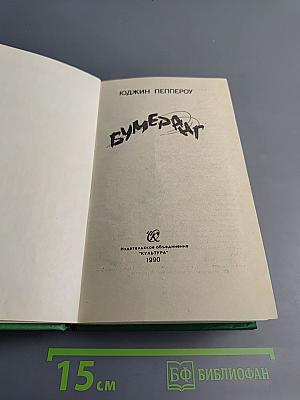 ЮДЖИН ПЕППЕРОУ
БУМЕРАНГ
ИЗДАТЕЛЬСКОЕ ОБЪЕДИНЕНИЕ
"КУЛЬТУРА"
1990
15 см
БФ БИБЛИОФАН